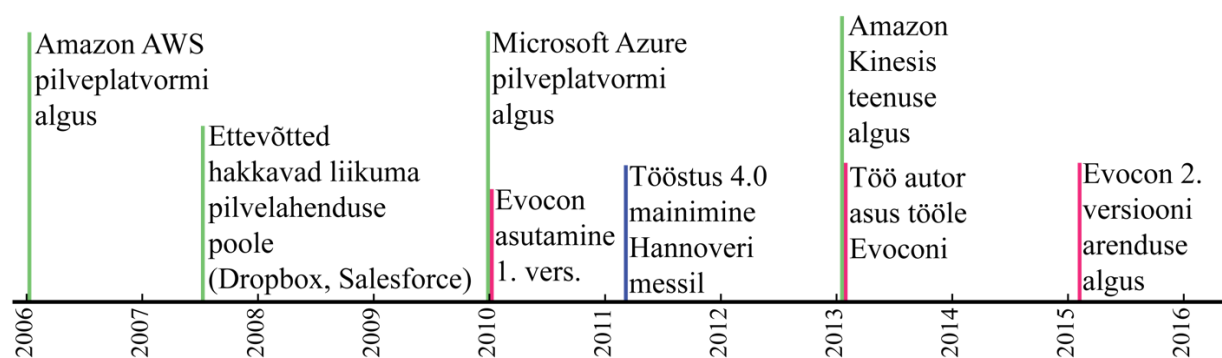 Amazon AWS
pilveplatvormi
algus
Ettevõtted
hakkavad liikuma
pilvelahenduse
poole
(Dropbox, Salesforce)
Microsoft Azure
pilveplatvormi
algus
Evocon
asutamine
1. vers.
Tööstus 4.0
mainimine
Hannoveri
messil
Amazon
Kinesis
teenuse
algus
Töö autor
asus tööle
Evoconi
Evocon 2.
versiooni
arenduse
algus
2006
2007
2008
2009
2010
2011
2012
2013
2014
2015
2016